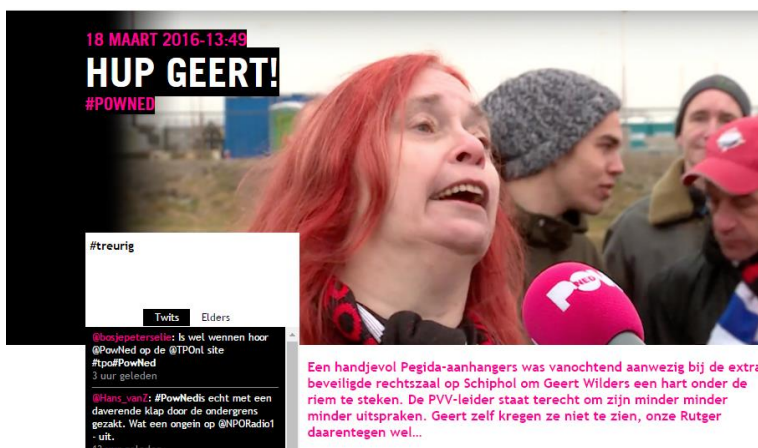 18 MAART 2016-13:49
HUP GEERT!
#POWNED
#treurig
Twits Elders
@bosjepeterselie: Is wel wennen hoor
@PowNed op de @TPOnl site
#tpo#PowNed
3 uur geleden
@Hans_vanZ: #PowNedis echt met een
daverende klap door de ondergrens
gezakt. Wat een ongein op @NPORadio1
- uit.
POW
NED
Een handjevol Pegida-aanhangers was vanochtend aanwezig bij de extra
beveiligde rechtszaal op Schiphol om Geert Wilders een hart onder de
riem te steken. De PVV-leider staat terecht om zijn minder minder
minder uitspraken. Geert zelf kregen ze niet te zien, onze Rutger
daarentegen wel...